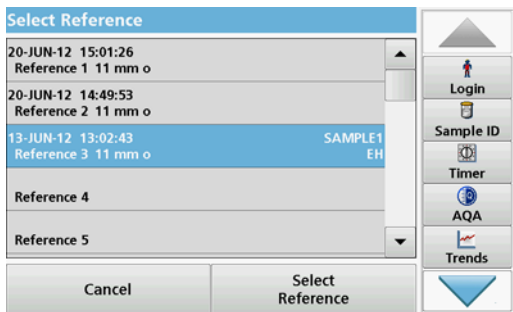 Select Reference
20-JUN-12 15:01:26
Reference 1 11 mm o
20-JUN-12 14:49:53
Reference 2 11 mm o
13-JUN-12 13:02:43 SAMPLE1
Reference 3 11 mm o EH
Reference 4
Reference 5
Cancel
Select
Reference
Login
Sample ID
Timer
AQA
Trends